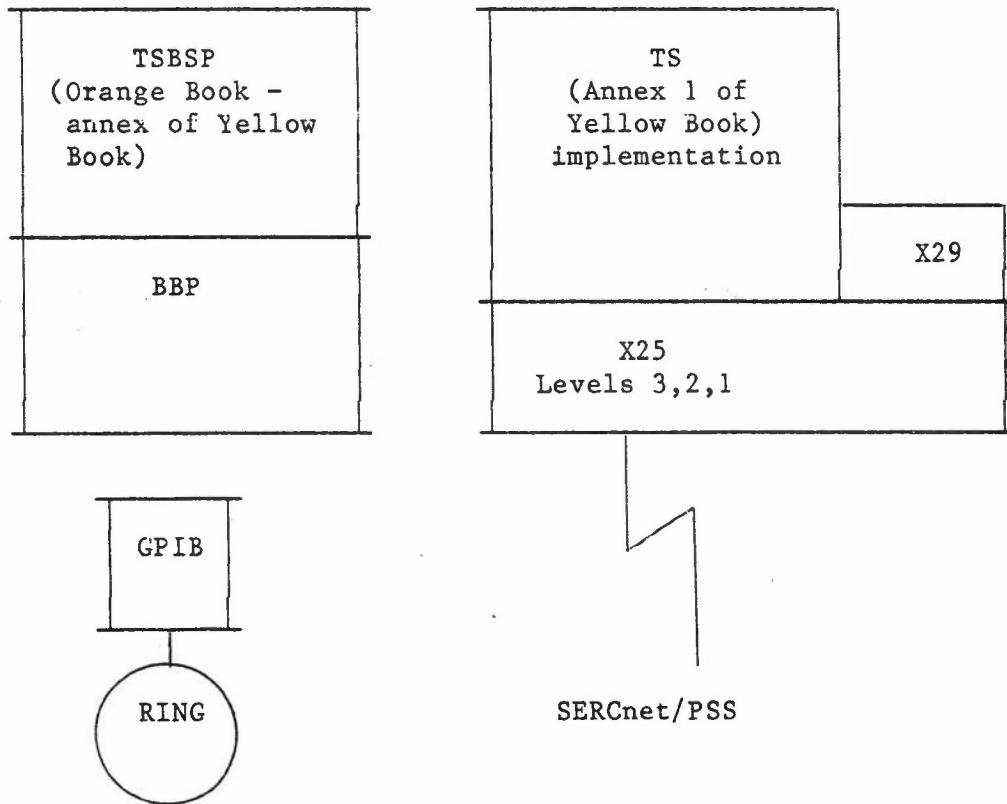 TSBSP
(Orange Book -
annex of Yellow
Book)
BBP
GPIB
RING
TS
(Annex 1 of
Yellow Book)
implementation
X29
X25
Levels 3,2,1
SERCnet/PSS